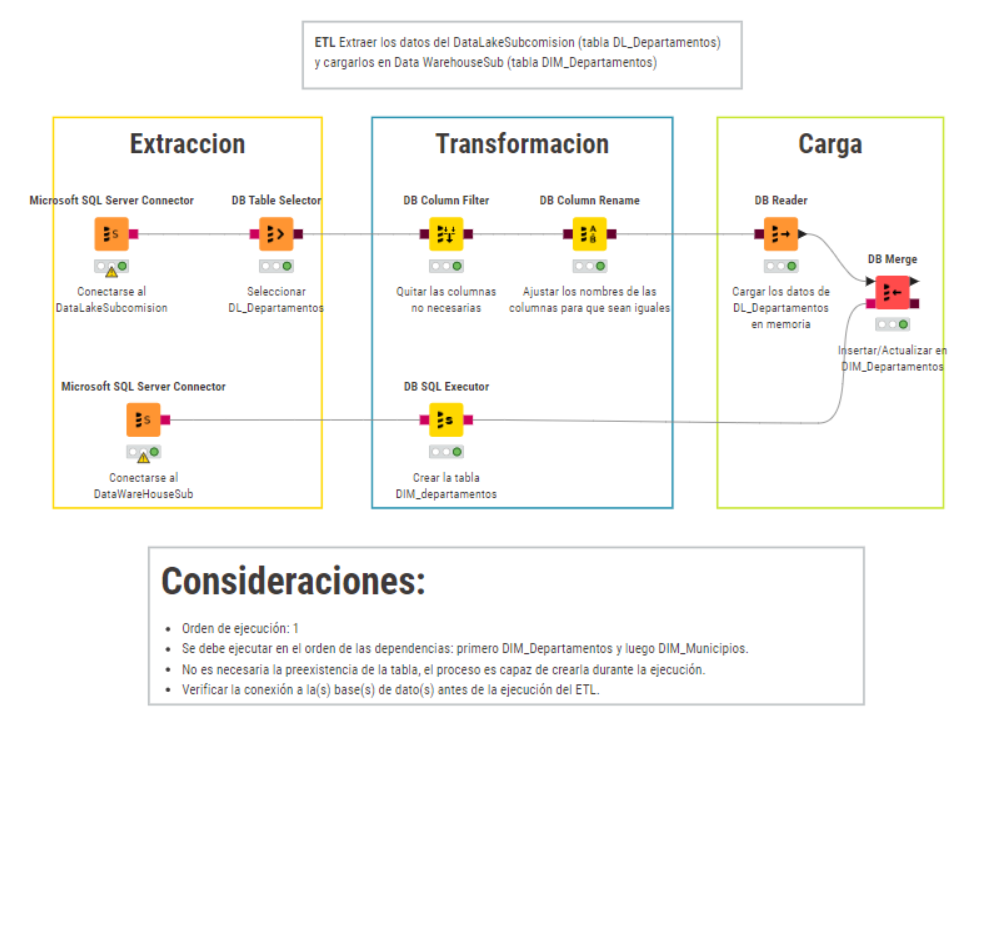 ETL Extraer los datos del DataLakeSubcomision (tabla DL_Departamentos)
y cargarlos en Data WarehouseSub (tabla DIM_Departamentos)
Extraccion
Transformacion
Carga
Microsoft SQL Server Connector
DB Table Selector
DB Column Filter
DB Column Rename
DB Reader
S
A
B
DB Merge
Conectarse al
DataLakeSubcomision
Seleccionar
DL_Departamentos
Quitar las columnas
no necesarias
Ajustar los nombres de las
columnas para que sean iguales
Cargar los datos de
DL_Departamentos
en memoria
Insertar/Actualizar en
DIM_Departamentos
Microsoft SQL Server Connector
DB SQL Executor
S
S
Conectarse al
DataWareHouseSub
Crear la tabla
DIM_departamentos
Consideraciones:
• Orden de ejecución: 1
• Se debe ejecutar en el orden de las dependencias: primero DIM_Departamentos y luego DIM_Municipios.
• No es necesaria la preexistencia de la tabla, el proceso es capaz de crearla durante la ejecución.
• Verificar la conexión a la(s) base(s) de dato(s) antes de la ejecución del ETL.